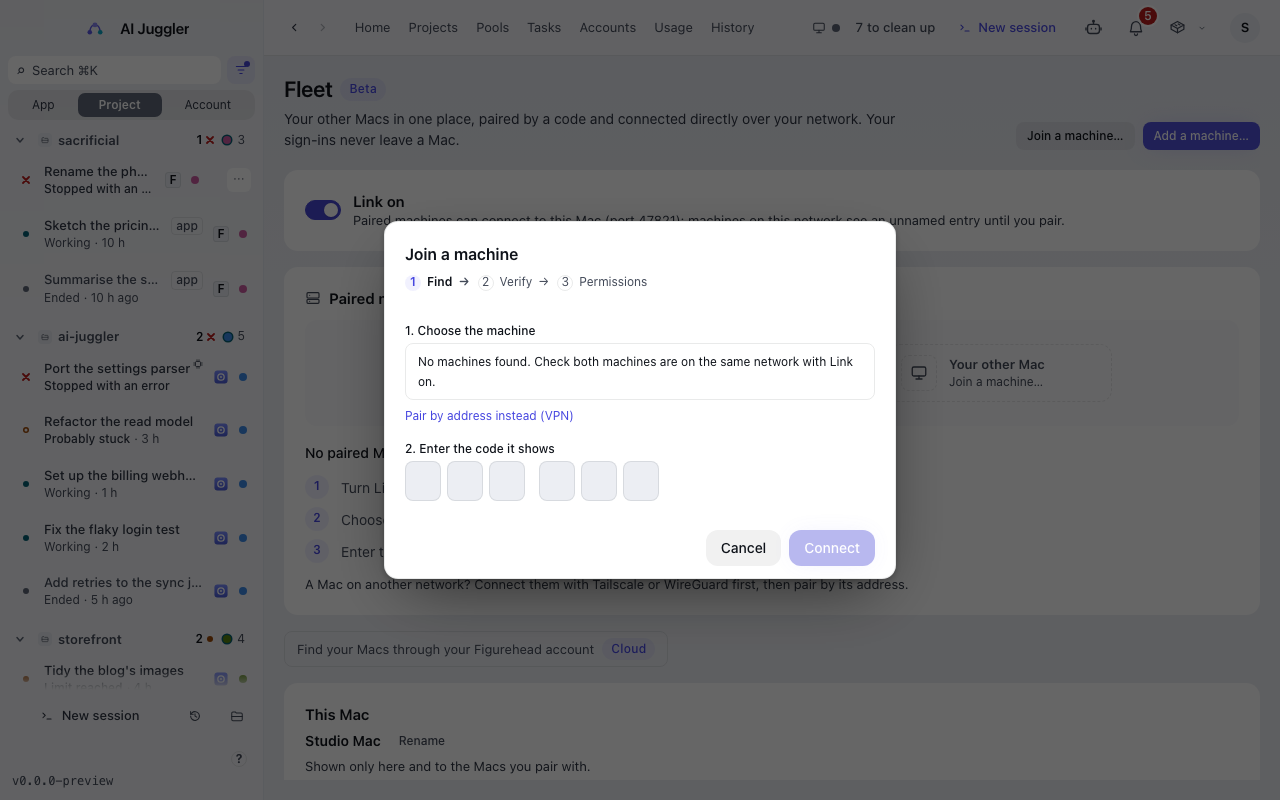 AI Juggler
Search ⌘K
App Project Account
sacrificial 1 3
Rename the ph... F
Stopped with an ...
Sketch the pricin... app F
Working · 10 h
Summarise the s... app F
Ended · 10 h ago
ai-juggler 2 5
Port the settings parser
Stopped with an error
Refactor the read model
Probably stuck · 3 h
Set up the billing webh...
Working · 1 h
Fix the flaky login test
Working · 2 h
Add retries to the sync j...
Ended · 5 h ago
storefront 2 4
Tidy the blog's images
New session
?
v0.0.0-preview
Home Projects Pools Tasks Accounts Usage History 7 to clean up New session 5 S
Fleet Beta
Your other Macs in one place, paired by a code and connected directly over your network. Your
sign-ins never leave a Mac.
Join a machine... Add a machine...
Link on
Paired machines can connect to this Mac (port 47821); machines on this network see an unnamed entry until you pair.
Paired
Your other Mac
Join a machine...
No paired M
1 Turn Li
2 Choos
3 Enter t
A Mac on another network? Connect them with Tailscale or WireGuard first, then pair by its address.
Find your Macs through your Figurehead account Cloud
This Mac
Studio Mac Rename
Shown only here and to the Macs you pair with.
Join a machine
1 Find → 2 Verify → 3 Permissions
1. Choose the machine
No machines found. Check both machines are on the same network with Link
on.
Pair by address instead (VPN)
2. Enter the code it shows
Cancel Connect